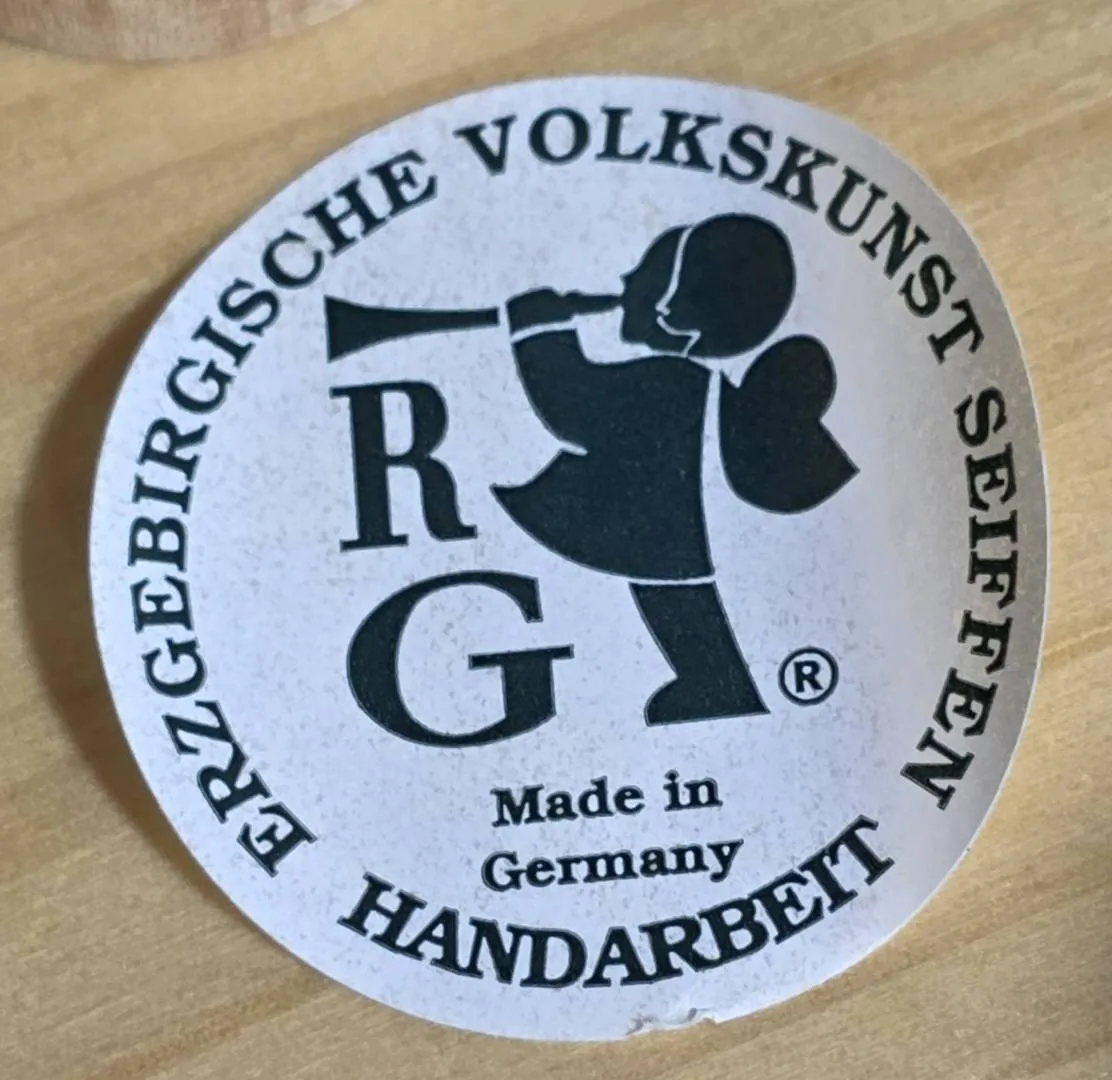 ERZGEBIRGISCHE VOLKSKUNST SEIFFEN
R
G
®
Made in
Germany
HANDARBEIT